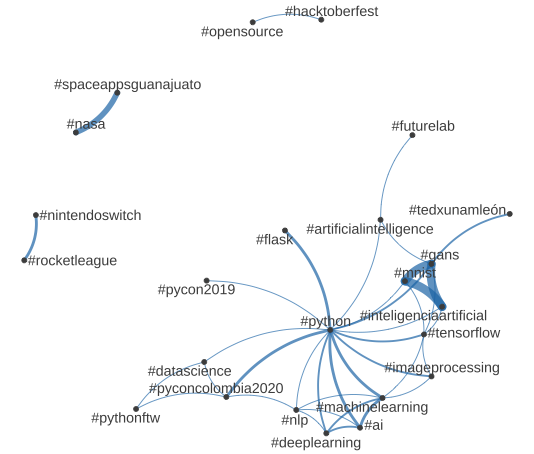 #hacktoberfest
#opensource
#spaceappsguanajuato
#nasa
#futurelab
#tedxunamleón
#nintendoswitch
#artificialintelligence
#flask
#gans
#rocketleague
#mnist
#pycon2019
#inteligenciaartificial
#python
#tensorflow
#datascience
#imageprocessing
#pyconcolombia2020
#machinelearning
#pythonftw
#nlp
#ai
#deeplearning